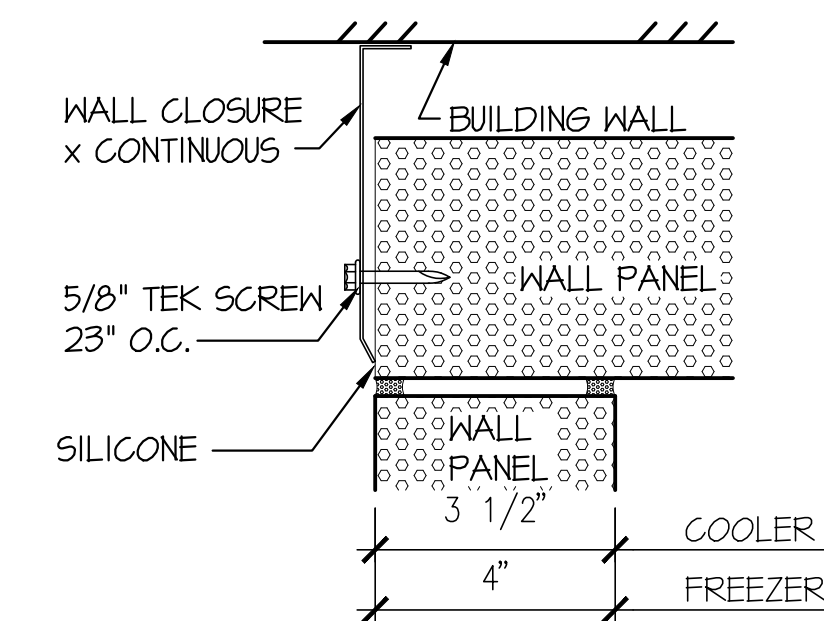 WALL CLOSURE
x CONTINUOUS
BUILDING WALL
WALL PANEL
5/8" TEK SCREW
23" O.C.
SILICONE
WALL
PANEL
3 1/2”
COOLER
4”
FREEZER